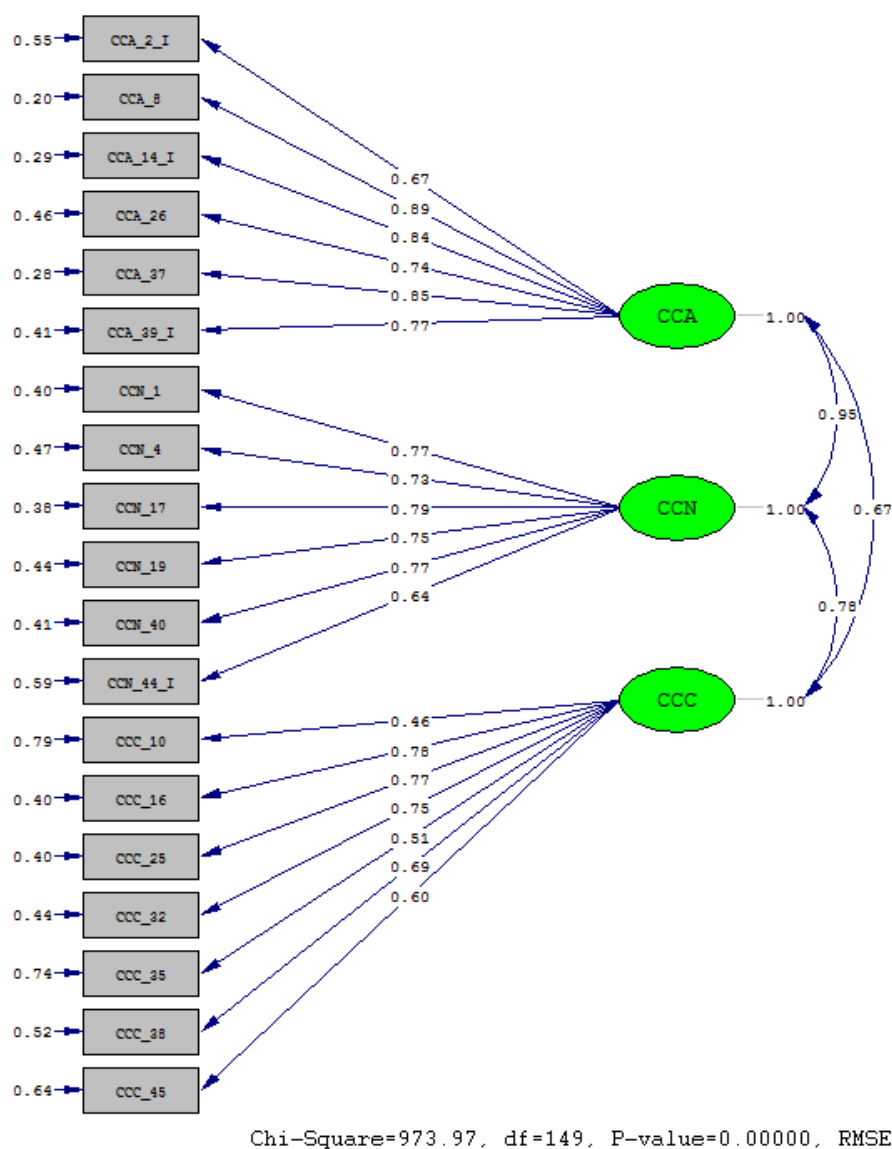 0.55 CCA_2_I
0.20 CCA_8
0.29 CCA_14_I
0.46 CCA_26
0.28 CCA_37
0.41 CCA_39_I
0.40 CCN_1
0.47 CCN_4
0.38 CCN_17
0.44 CCN_19
0.41 CCN_40
0.59 CCN_44_I
0.79 CCC_10
0.40 CCC_16
0.40 CCC_25
0.44 CCC_32
0.74 CCC_35
0.52 CCC_38
0.64 CCC_45
0.67
0.89
0.84
0.74
0.85
0.77
0.77
0.73
0.79
0.75
0.77
0.64
0.46
0.78
0.77
0.75
0.51
0.69
0.60
CCA 1.00
CCN 1.00
CCC 1.00
0.95
0.67
0.78
Chi-Square=973.97, df=149, P-value=0.00000, RMSE